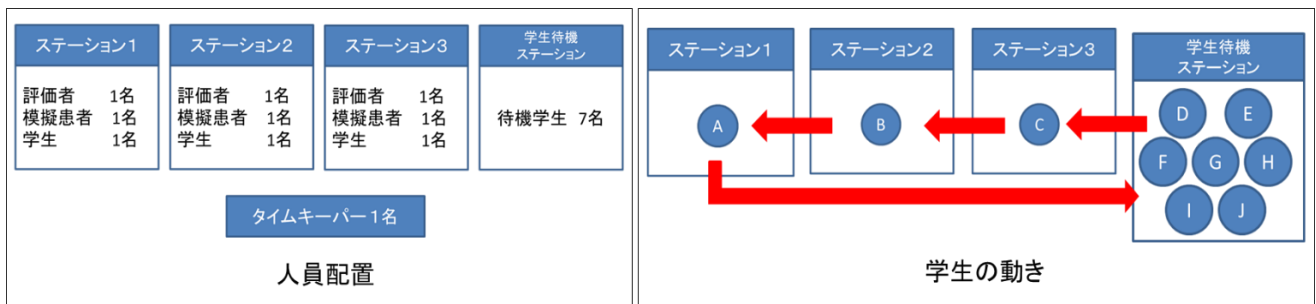 ステーション1
評価者 1名
模擬患者 1名
学生 1名
ステーション2
評価者 1名
模擬患者 1名
学生 1名
ステーション3
評価者 1名
模擬患者 1名
学生 1名
学生待機
ステーション
待機学生 7名
タイムキーパー1名
人員配置
ステーション1
A
ステーション2
B
ステーション3
C
学生待機
ステーション
D E
F G H
I J
学生の動き